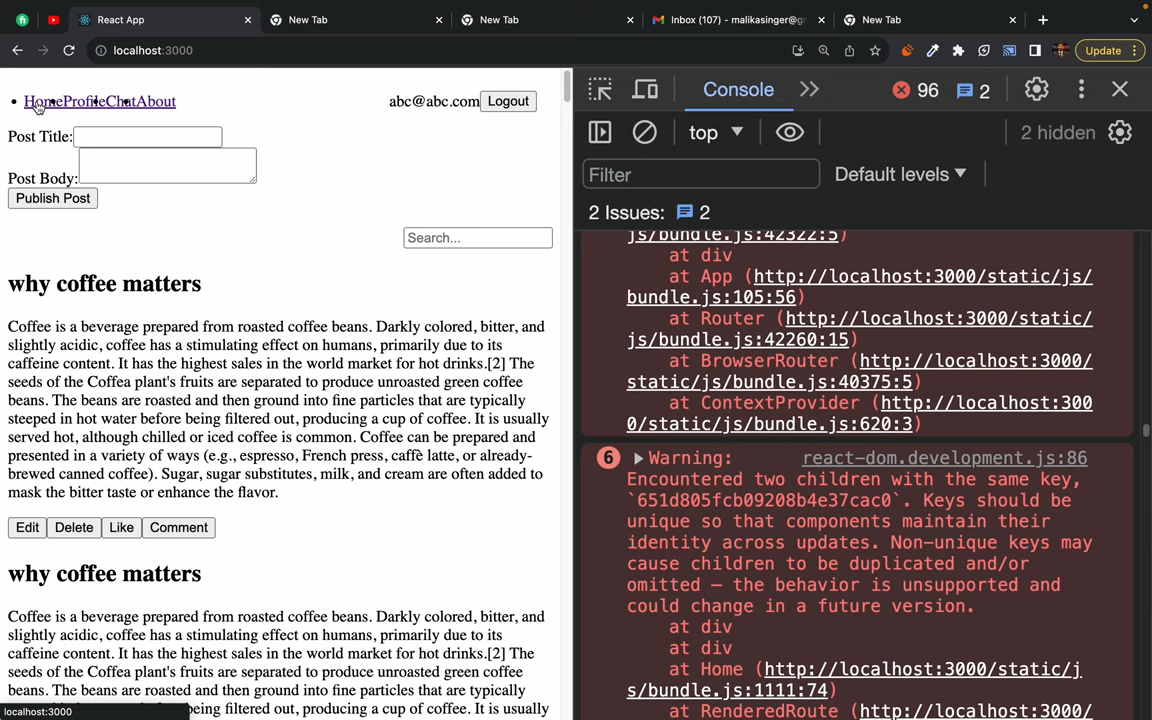 React App
New Tab
New Tab
Inbox (107) - malikasinger@g
New Tab
localhost:3000
Update
HomeProfileChatAbout
abc@abc.com
Logout
Post Title:
Post Body:
Publish Post
Search...
why coffee matters
Coffee is a beverage prepared from roasted coffee beans. Darkly colored, bitter, and
slightly acidic, coffee has a stimulating effect on humans, primarily due to its
caffeine content. It has the highest sales in the world market for hot drinks.[2] The
seeds of the Coffea plant's fruits are separated to produce unroasted green coffee
beans. The beans are roasted and then ground into fine particles that are typically
steeped in hot water before being filtered out, producing a cup of coffee. It is usually
served hot, although chilled or iced coffee is common. Coffee can be prepared and
presented in a variety of ways (e.g., espresso, French press, caffè latte, or already-
brewed canned coffee). Sugar, sugar substitutes, milk, and cream are often added to
mask the bitter taste or enhance the flavor.
Edit
Delete
Like
Comment
why coffee matters
Coffee is a beverage prepared from roasted coffee beans. Darkly colored, bitter, and
slightly acidic, coffee has a stimulating effect on humans, primarily due to its
caffeine content. It has the highest sales in the world market for hot drinks.[2] The
seeds of the Coffea plant's fruits are separated to produce unroasted green coffee
beans. The beans are roasted and then ground into fine particles that are typically
being filtered out, producing a cup of coffee. It is usually
localhost:3000
Console
96
2
top
2 hidden
Filter
Default levels
2 Issues:
2
js/bundle.js:42322:5)
at div
at App (http://localhost:3000/static/js/
bundle.js:105:56)
at Router (http://localhost:3000/static/
js/bundle.js:42260:15)
at BrowserRouter (http://localhost:3000/
static/js/bundle.js:40375:5)
at ContextProvider (http://localhost:300
0/static/js/bundle.js:620:3)
6
Warning:
react-dom.development.js:86
Encountered two children with the same key,
`651d805fcb09208b4e37cac0`. Keys should be
unique so that components maintain their
identity across updates. Non-unique keys may
cause children to be duplicated and/or
omitted — the behavior is unsupported and
could change in a future version.
at div
at div
at Home (http://localhost:3000/static/j
s/bundle.js:1111:74)
at RenderedRoute (http://localhost:3000/